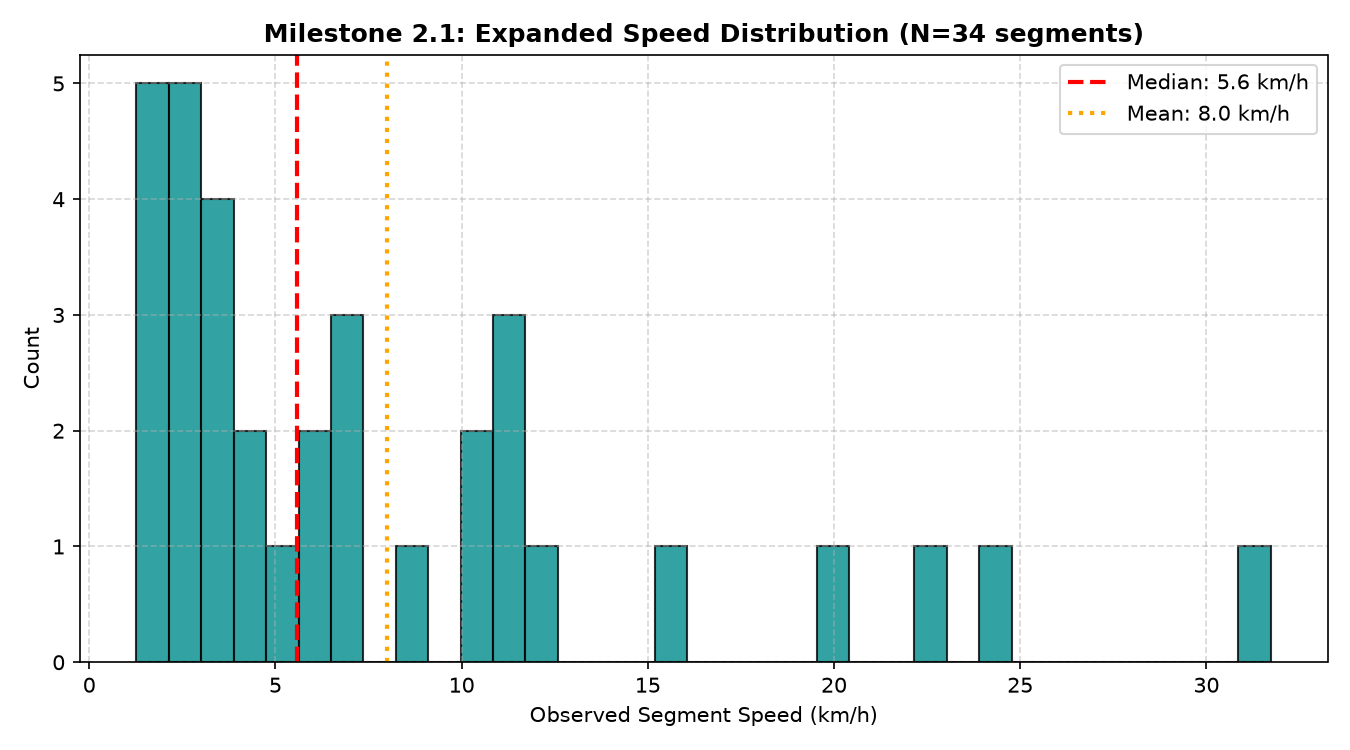 Milestone 2.1: Expanded Speed Distribution (N=34 segments)
Median: 5.6 km/h
Mean: 8.0 km/h
Count
5
4
3
2
1
0
0 5 10 15 20 25 30
Observed Segment Speed (km/h)